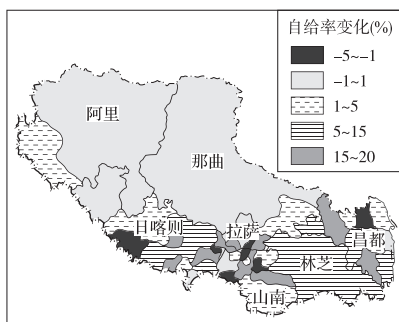 自给率变化(%)
-5~-1
-1~1
1~5
5~15
15~20
阿里
那曲
日喀则
拉萨
昌都
林芝
山南